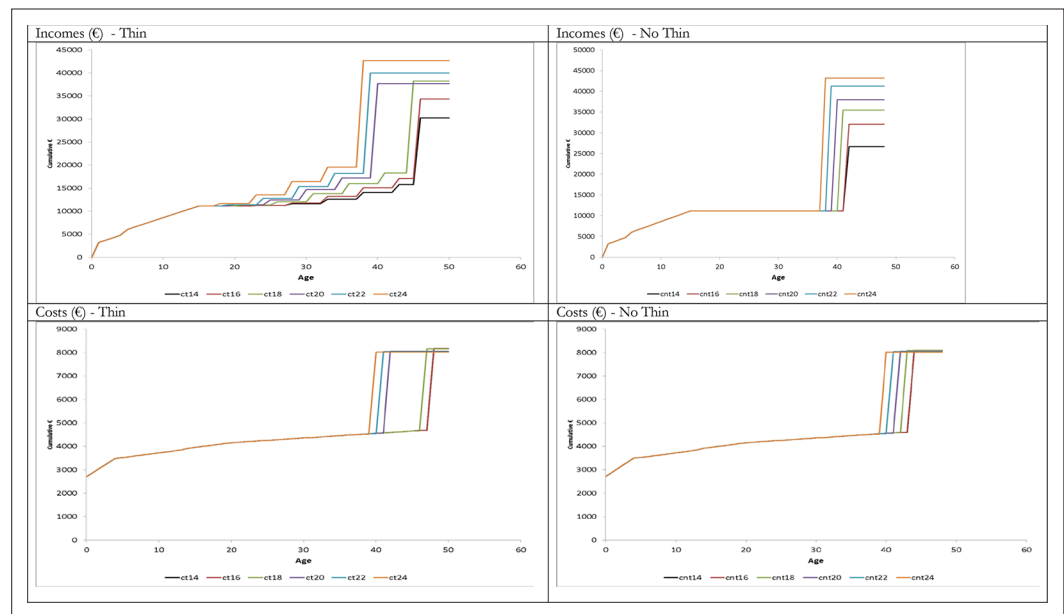 Incomes (€) - Thin
45000
40000
35000
30000
25000
20000
15000
10000
5000
0
Cumulative €
0 10 20 30 40 50 60
Age
ct14 ct16 ct18 ct20 ct22 ct24
Incomes (€) - No Thin
50000
45000
40000
35000
30000
25000
20000
15000
10000
5000
0
Cumulative €
0 10 20 30 40 50 60
Age
cnt14 cnt16 cnt18 cnt20 cnt22 cnt24
Costs (€) - Thin
9000
8000
7000
6000
5000
4000
3000
2000
1000
0
Cumulative €
0 10 20 30 40 50 60
Age
ct14 ct16 ct18 ct20 ct22 ct24
Costs (€) - No Thin
9000
8000
7000
6000
5000
4000
3000
2000
1000
0
Cumulative €
0 10 20 30 40 50 60
Age
cnt14 cnt16 cnt18 cnt20 cnt22 cnt24